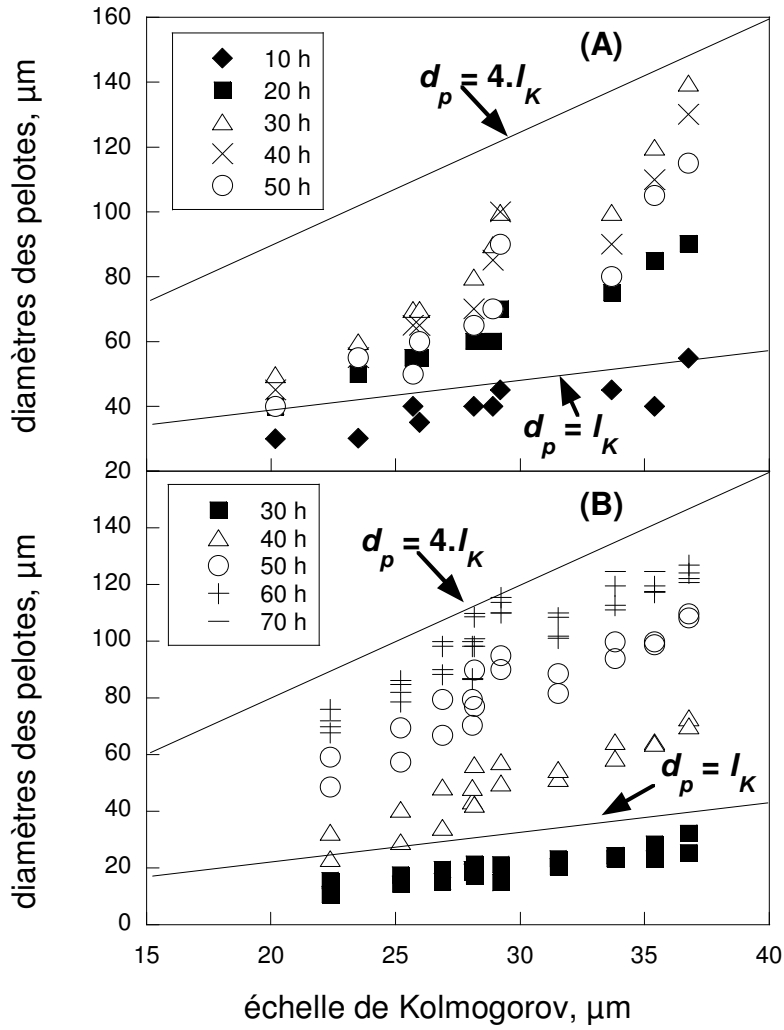 160
140
120
100
80
60
40
20
diamètres des pelotes, µm
10 h
20 h
30 h
40 h
50 h
(A)
d_p = 4.l_K
d_p = l_K
140
120
100
80
60
40
20
0
diamètres des pelotes, µm
30 h
40 h
50 h
60 h
70 h
(B)
d_p = 4.l_K
d_p = l_K
15 20 25 30 35 40
échelle de Kolmogorov, µm